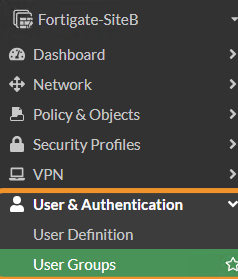 Fortigate-SiteB
Dashboard
Network
Policy & Objects
Security Profiles
VPN
User & Authentication
User Definition
User Groups